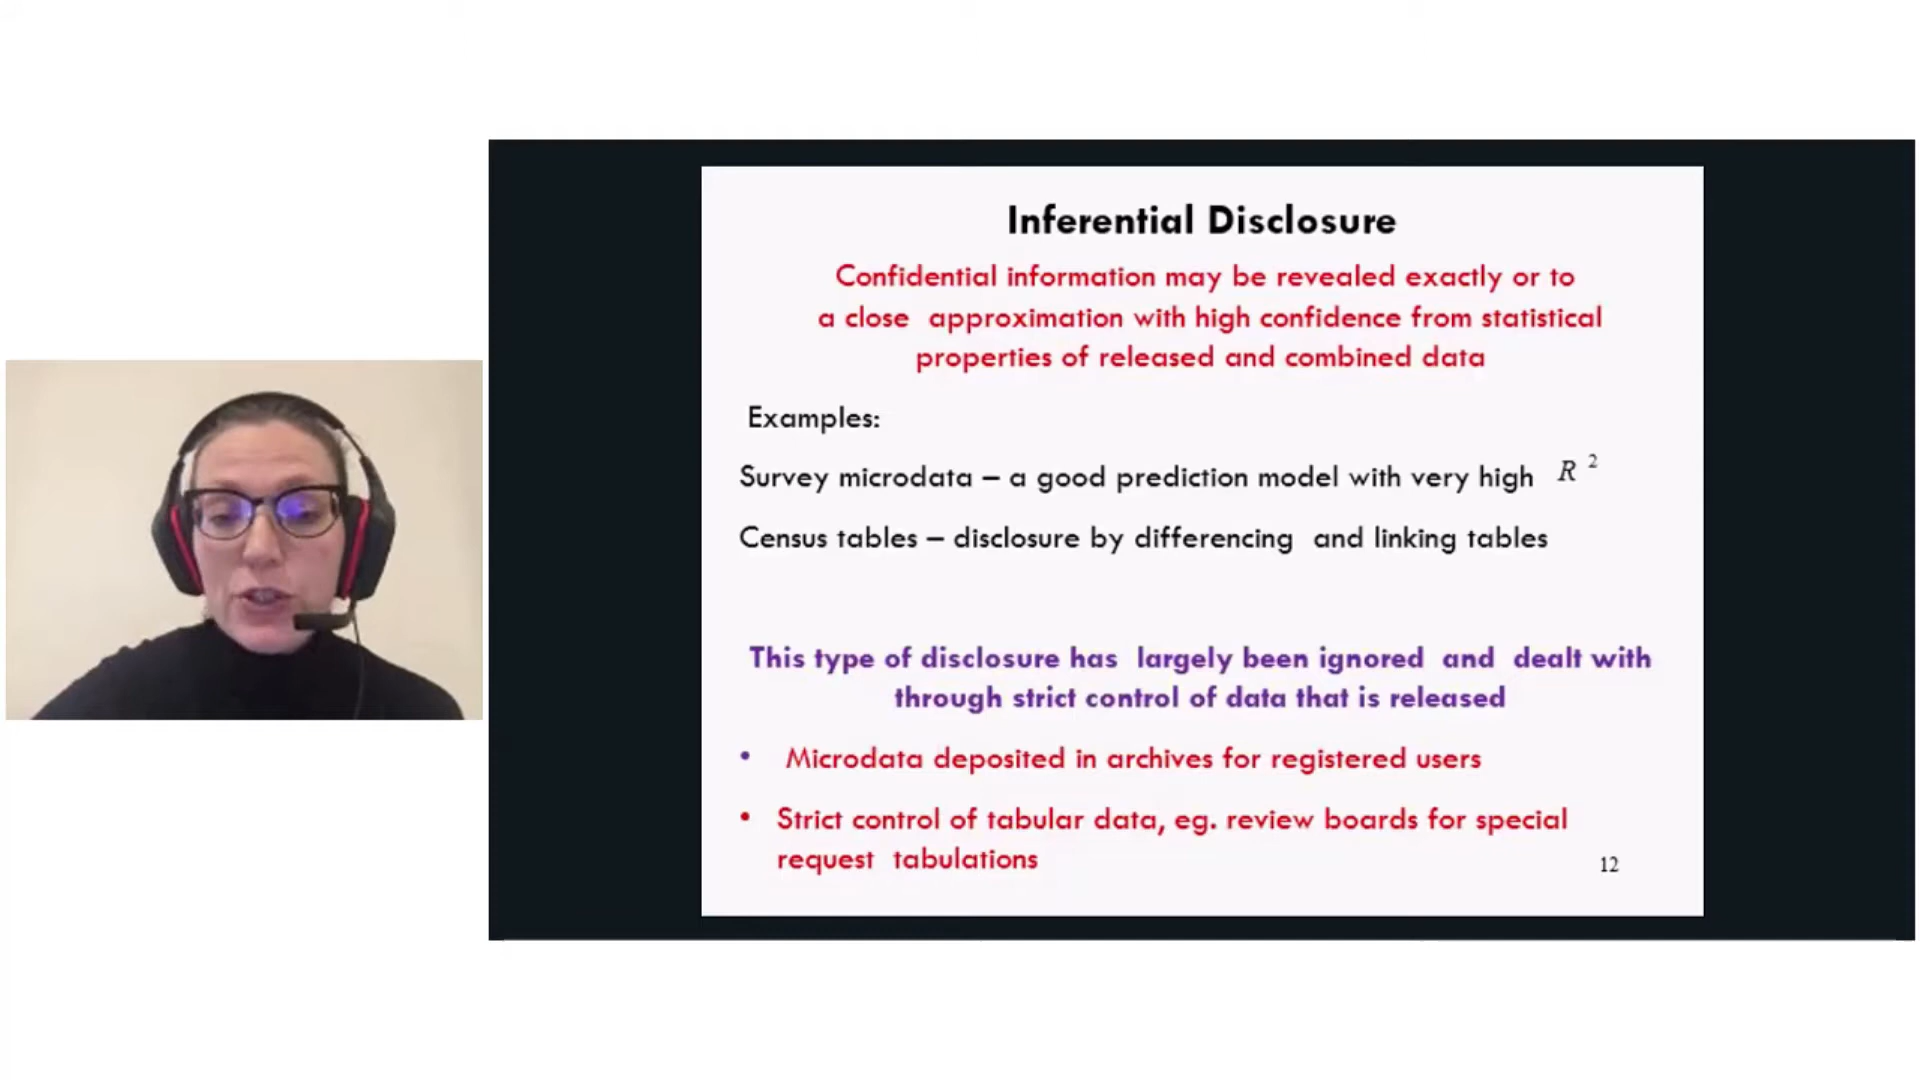 Inferential Disclosure
Confidential information may be revealed exactly or to
a close approximation with high confidence from statistical
properties of released and combined data
Examples:
Survey microdata – a good prediction model with very high R 2
Census tables – disclosure by differencing and linking tables
This type of disclosure has largely been ignored and dealt with
through strict control of data that is released
• Microdata deposited in archives for registered users
• Strict control of tabular data, eg. review boards for special
request tabulations
12